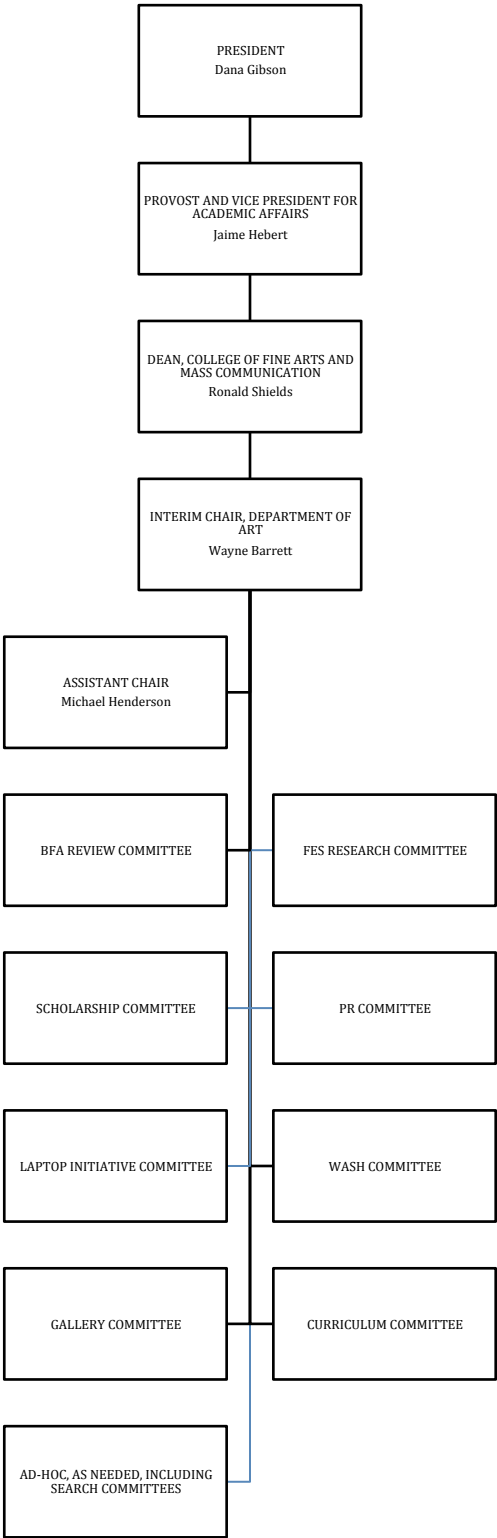 PRESIDENT
Dana Gibson
PROVOST AND VICE PRESIDENT FOR
ACADEMIC AFFAIRS
Jaime Hebert
DEAN, COLLEGE OF FINE ARTS AND
MASS COMMUNICATION
Ronald Shields
INTERIM CHAIR, DEPARTMENT OF
ART
Wayne Barrett
ASSISTANT CHAIR
Michael Henderson
BFA REVIEW COMMITTEE
FES RESEARCH COMMITTEE
SCHOLARSHIP COMMITTEE
PR COMMITTEE
LAPTOP INITIATIVE COMMITTEE
WASH COMMITTEE
GALLERY COMMITTEE
CURRICULUM COMMITTEE
AD-HOC, AS NEEDED, INCLUDING
SEARCH COMMITTEES